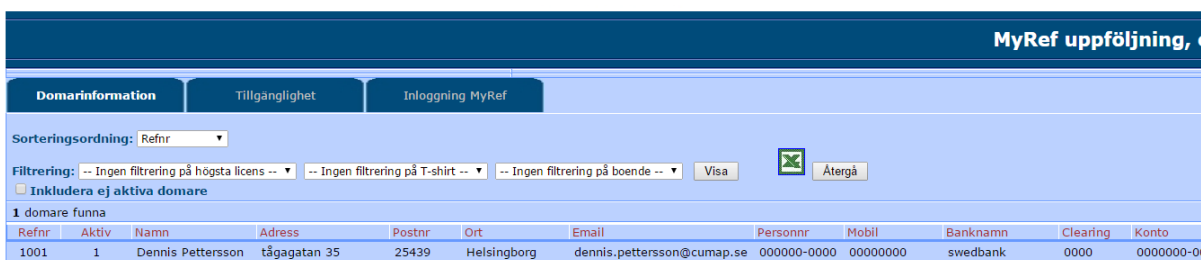 MyRef uppföljning,
Domarinformation Tillgänglighet Inloggning MyRef
Sorteringsordning: Refnr
Filtrering: -- Ingen filtrering på högsta licens -- -- Ingen filtrering på T-shirt -- -- Ingen filtrering på boende -- Visa Återgå
Inkludera ej aktiva domare
1 domare funna
Refnr Aktiv Namn Adress Postnr Ort Email Personnr Mobil Banknamn Clearing Konto
1001 1 Dennis Pettersson tågagatan 35 25439 Helsingborg dennis.pettersson@cumap.se 000000-0000 00000000 swedbank 0000 0000000-0